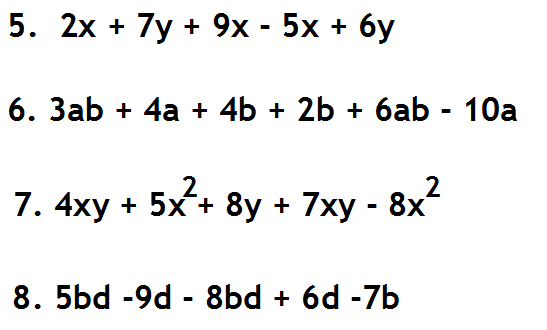 5. 2x + 7y + 9x - 5x + 6y
6. 3ab + 4a + 4b + 2b + 6ab - 10a
7. 4xy + 5x² + 8y + 7xy - 8x²
8. 5bd -9d - 8bd + 6d -7b